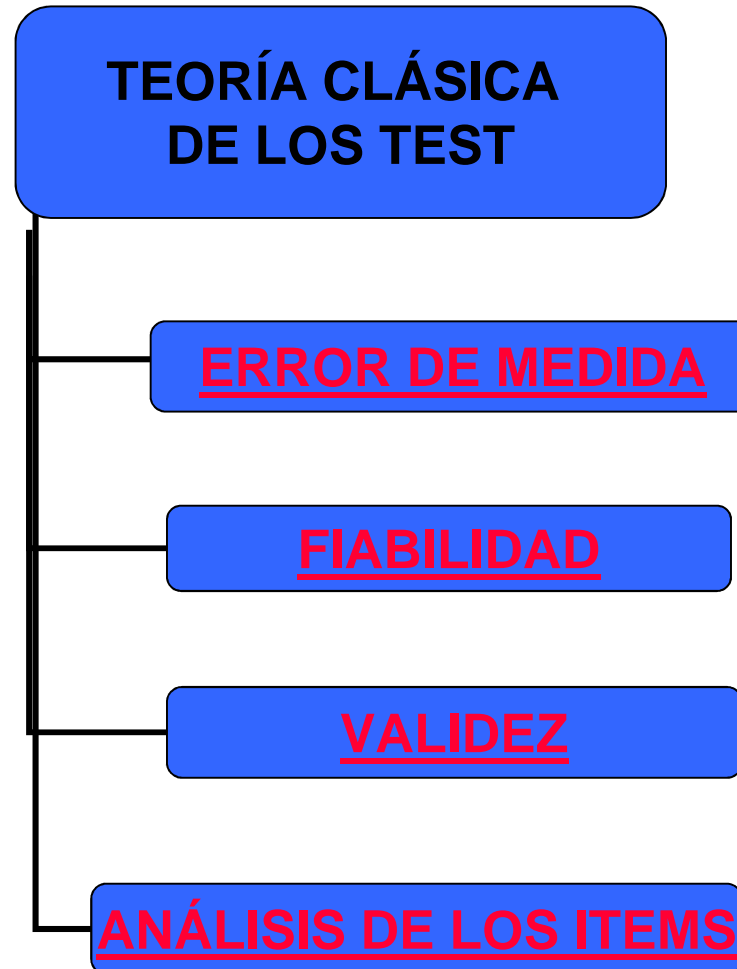 TEORÍA CLÁSICA
DE LOS TEST
ERROR DE MEDIDA
FIABILIDAD
VALIDEZ
ANÁLISIS DE LOS ITEMS